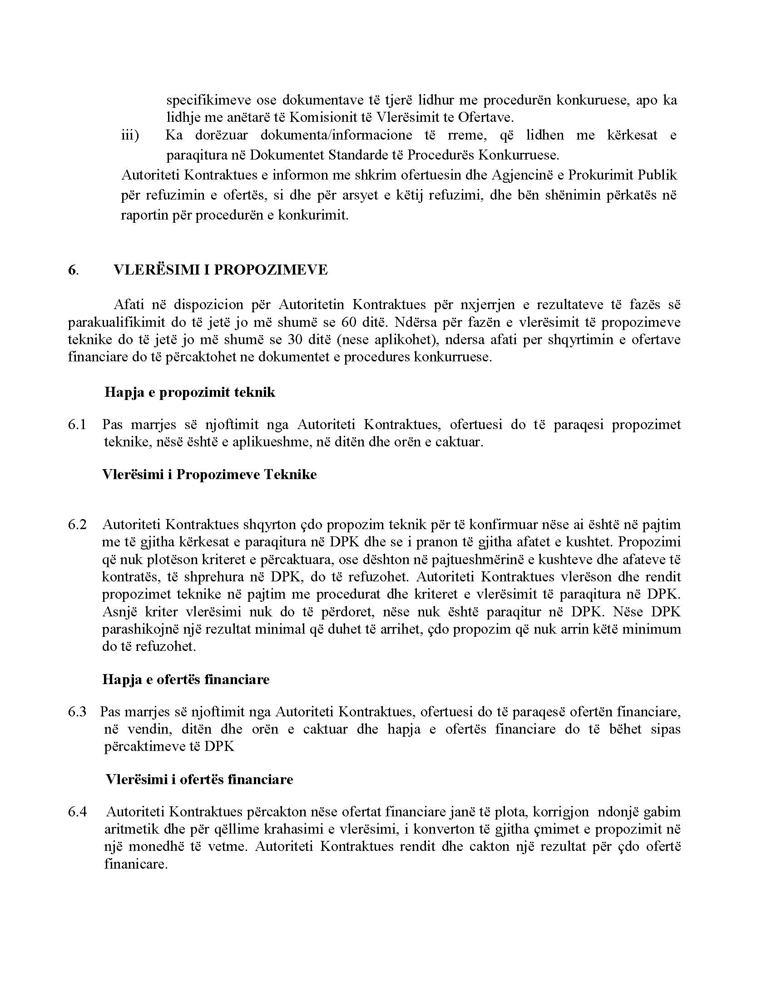 specifikimeve ose dokumentave të tjerë lidhur me procedurën konkuruese, apo ka
lidhje me anëtarë të Komisionit të Vlerësimit te Ofertave.
iii) Ka dorëzuar dokumenta/informacione të rreme, që lidhen me kërkesat e
paraqitura në Dokumentet Standarde të Procedurës Konkurruese.
Autoriteti Kontraktues e informon me shkrim ofertuesin dhe Agjencinë e Prokurimit Publik
për refuzimin e ofertës, si dhe për arsyet e këtij refuzimi, dhe bën shënimin përkatës në
raportin për procedurën e konkurimit.
6. VLERËSIMI I PROPOZIMEVE
Afati në dispozicion për Autoritetin Kontraktues për nxjerrjen e rezultateve të fazës së
parakualifikimit do të jetë jo më shumë se 60 ditë. Ndërsa për fazën e vlerësimit të propozimeve
teknike do të jetë jo më shumë se 30 ditë (nese aplikohet), ndersa afati per shqyrtimin e ofertave
financiare do të përcaktohet ne dokumentet e procedures konkurruese.
Hapja e propozimit teknik
6.1 Pas marrjes së njoftimit nga Autoriteti Kontraktues, ofertuesi do të paraqesi propozimet
teknike, nësë është e aplikueshme, në ditën dhe orën e caktuar.
Vlerësimi i Propozimeve Teknike
6.2 Autoriteti Kontraktues shqyrton çdo propozim teknik për të konfirmuar nëse ai është në pajtim
me të gjitha kërkesat e paraqitura në DPK dhe se i pranon të gjitha afatet e kushtet. Propozimi
që nuk plotëson kriteret e përcaktuara, ose dështon në pajtueshmërinë e kushteve dhe afateve të
kontratës, të shprehura në DPK, do të refuzohet. Autoriteti Kontraktues vlerëson dhe rendit
propozimet teknike në pajtim me procedurat dhe kriteret e vlerësimit të paraqitura në DPK.
Asnjë kriter vlerësimi nuk do të përdoret, nëse nuk është paraqitur në DPK. Nëse DPK
parashikojnë një rezultat minimal që duhet të arrihet, çdo propozim që nuk arrin këtë minimum
do të refuzohet.
Hapja e ofertës financiare
6.3 Pas marrjes së njoftimit nga Autoriteti Kontraktues, ofertuesi do të paraqesë ofertën financiare,
në vendin, ditën dhe orën e caktuar dhe hapja e ofertës financiare do të bëhet sipas
përcaktimeve të DPK
Vlerësimi i ofertës financiare
6.4 Autoriteti Kontraktues përcakton nëse ofertat financiare janë të plota, korrigjon ndonjë gabim
aritmetik dhe për qëllime krahasimi e vlerësimi, i konverton të gjitha çmimet e propozimit në
një monedhë të vetme. Autoriteti Kontraktues rendit dhe cakton një rezultat për çdo ofertë
finanicare.